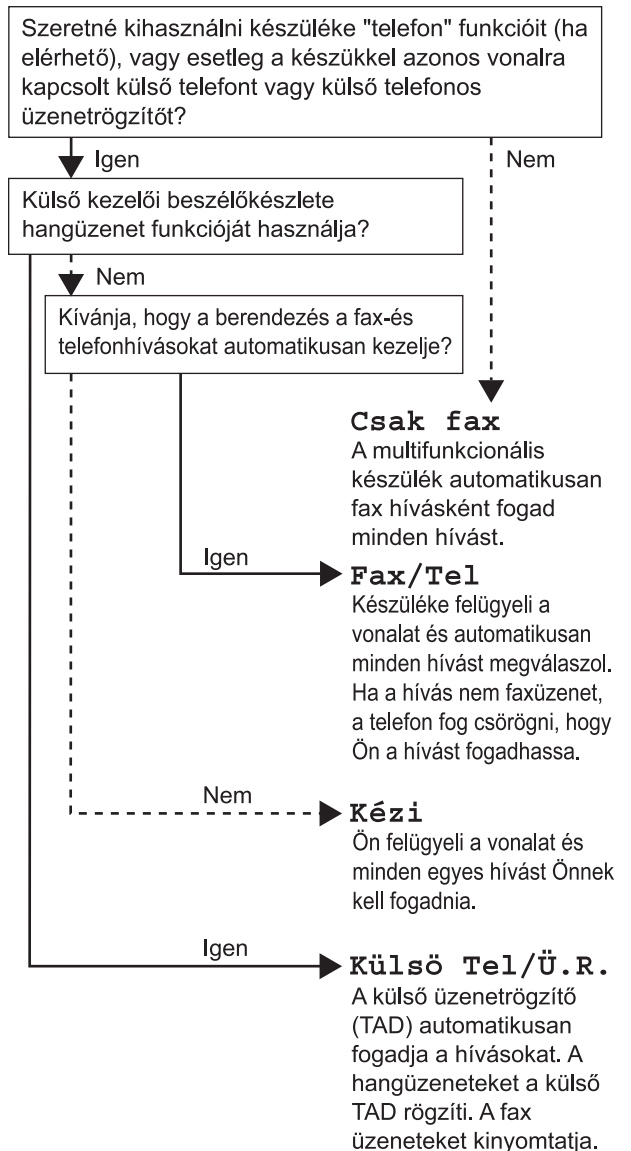 Szeretné kihasználni készüléke "telefon" funkcióit (ha
elérhető), vagy esetleg a készükkel azonos vonalra
kapcsolt külső telefont vagy külső telefonos
üzenetrögzítőt?
Igen
Nem
Külső kezelői beszélőkészlete
hangüzenet funkcióját használja?
Nem
Kívánja, hogy a berendezés a fax-és
telefonhívásokat automatikusan kezelje?
Csak fax
A multifunkcionális
készülék automatikusan
fax hívásként fogad
minden hívást.
Igen
Fax/Tel
Készüléke felügyeli a
vonalat és automatikusan
minden hívást megválaszol.
Ha a hívás nem faxüzenet,
a telefon fog csörögni, hogy
Ön a hívást fogadhassa.
Nem
Kézi
Ön felügyeli a vonalat és
minden egyes hívást Önnek
kell fogadnia.
Igen
Külsö Tel/Ü.R.
A külső üzenetrögzítő
(TAD) automatikusan
fogadja a hívásokat. A
hangüzeneteket a külső
TAD rögzíti. A fax
üzeneteket kinyomtatja.